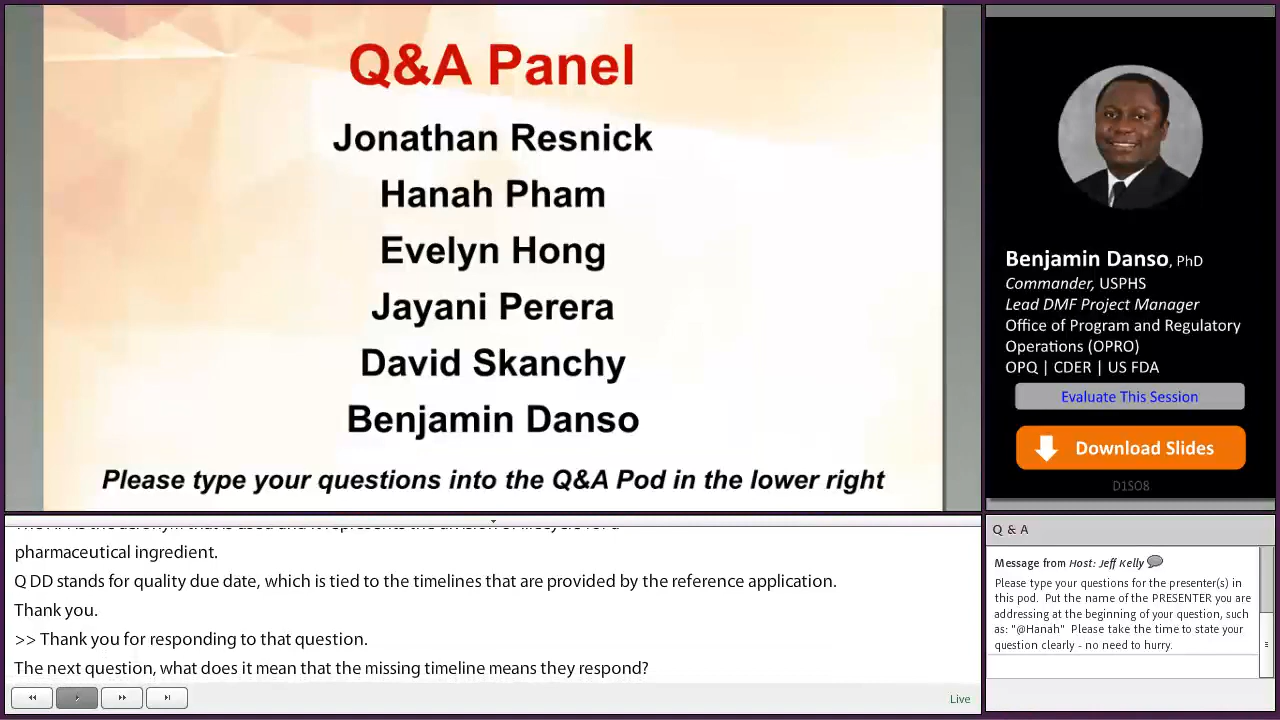 Q&A Panel
Jonathan Resnick
Hanah Pham
Evelyn Hong
Jayani Perera
David Skanchy
Benjamin Danso
Please type your questions into the Q&A Pod in the lower right
Benjamin Danso, PhD
Commander, USPHS
Lead DMF Project Manager
Office of Program and Regulatory
Operations (OPRO)
OPQ | CDER | US FDA
Evaluate This Session
Download Slides
D1S08
pharmaceutical ingredient.
Q DD stands for quality due date, which is tied to the timelines that are provided by the reference application.
Thank you.
>> Thank you for responding to that question.
The next question, what does it mean that the missing timeline means they respond?
Live
Q & A
Message from Host: Jeff Kelly
Please type your questions for the presenter(s) in
this pod. Put the name of the PRESENTER you are
addressing at the beginning of your question, such
as: "@Hanah" Please take the time to state your
question clearly - no need to hurry.